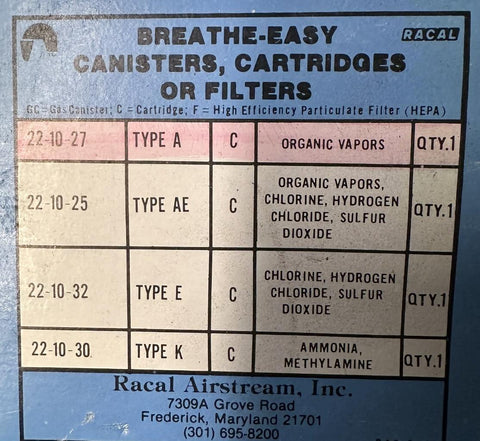 BREATHE-EASY
RACAL
CANISTERS, CARTRIDGES
OR FILTERS
GC=Gas Canister; C = Cartridge; F = High Efficiency Particulate Filter (HEPA)
22-10-27 TYPE A C ORGANIC VAPORS QTY.1
22-10-25 TYPE AE C ORGANIC VAPORS,
CHLORINE, HYDROGEN
CHLORIDE, SULFUR
DIOXIDE QTY.1
22-10-32 TYPE E C CHLORINE, HYDROGEN
CHLORIDE, SULFUR
DIOXIDE QTY.1
22-10-30 TYPE K C AMMONIA,
METHYLAMINE QTY.1
Racal Airstream, Inc.
7309A Grove Road
Frederick, Maryland 21701
(301) 695-8200